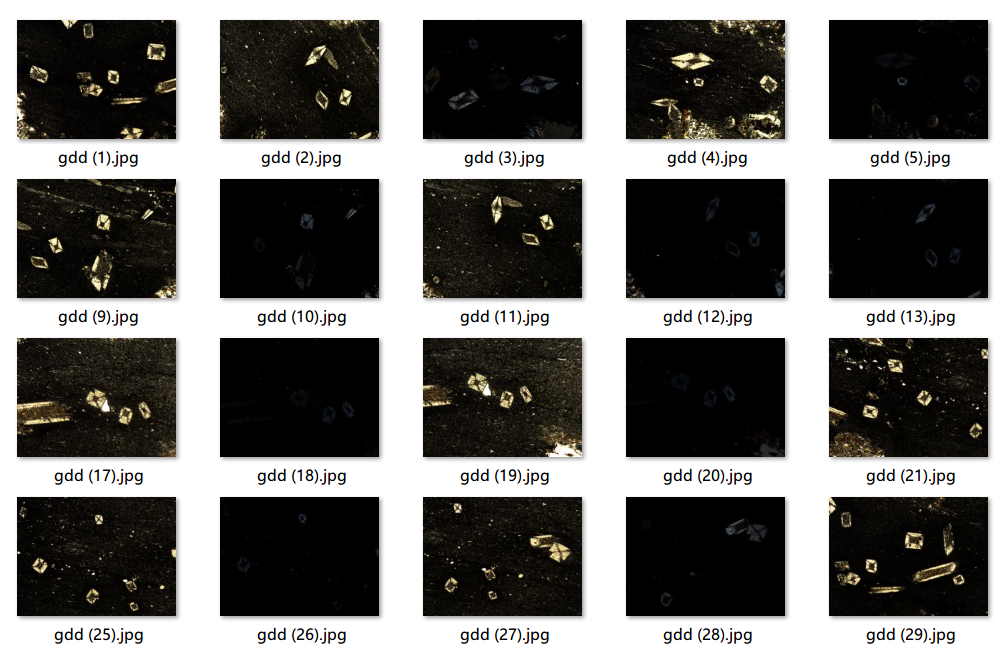 gdd (1).jpg gdd (2).jpg gdd (3).jpg gdd (4).jpg gdd (5).jpg
gdd (9).jpg gdd (10).jpg gdd (11).jpg gdd (12).jpg gdd (13).jpg
gdd (17).jpg gdd (18).jpg gdd (19).jpg gdd (20).jpg gdd (21).jpg
gdd (25).jpg gdd (26).jpg gdd (27).jpg gdd (28).jpg gdd (29).jpg